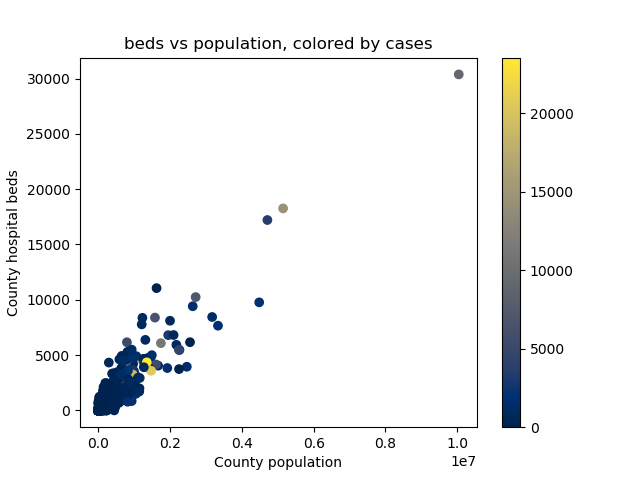 beds vs population, colored by cases
30000
25000
20000
15000
10000
5000
0
County hospital beds
0.0 0.2 0.4 0.6 0.8 1.0
1e7
County population
20000
15000
10000
5000
0